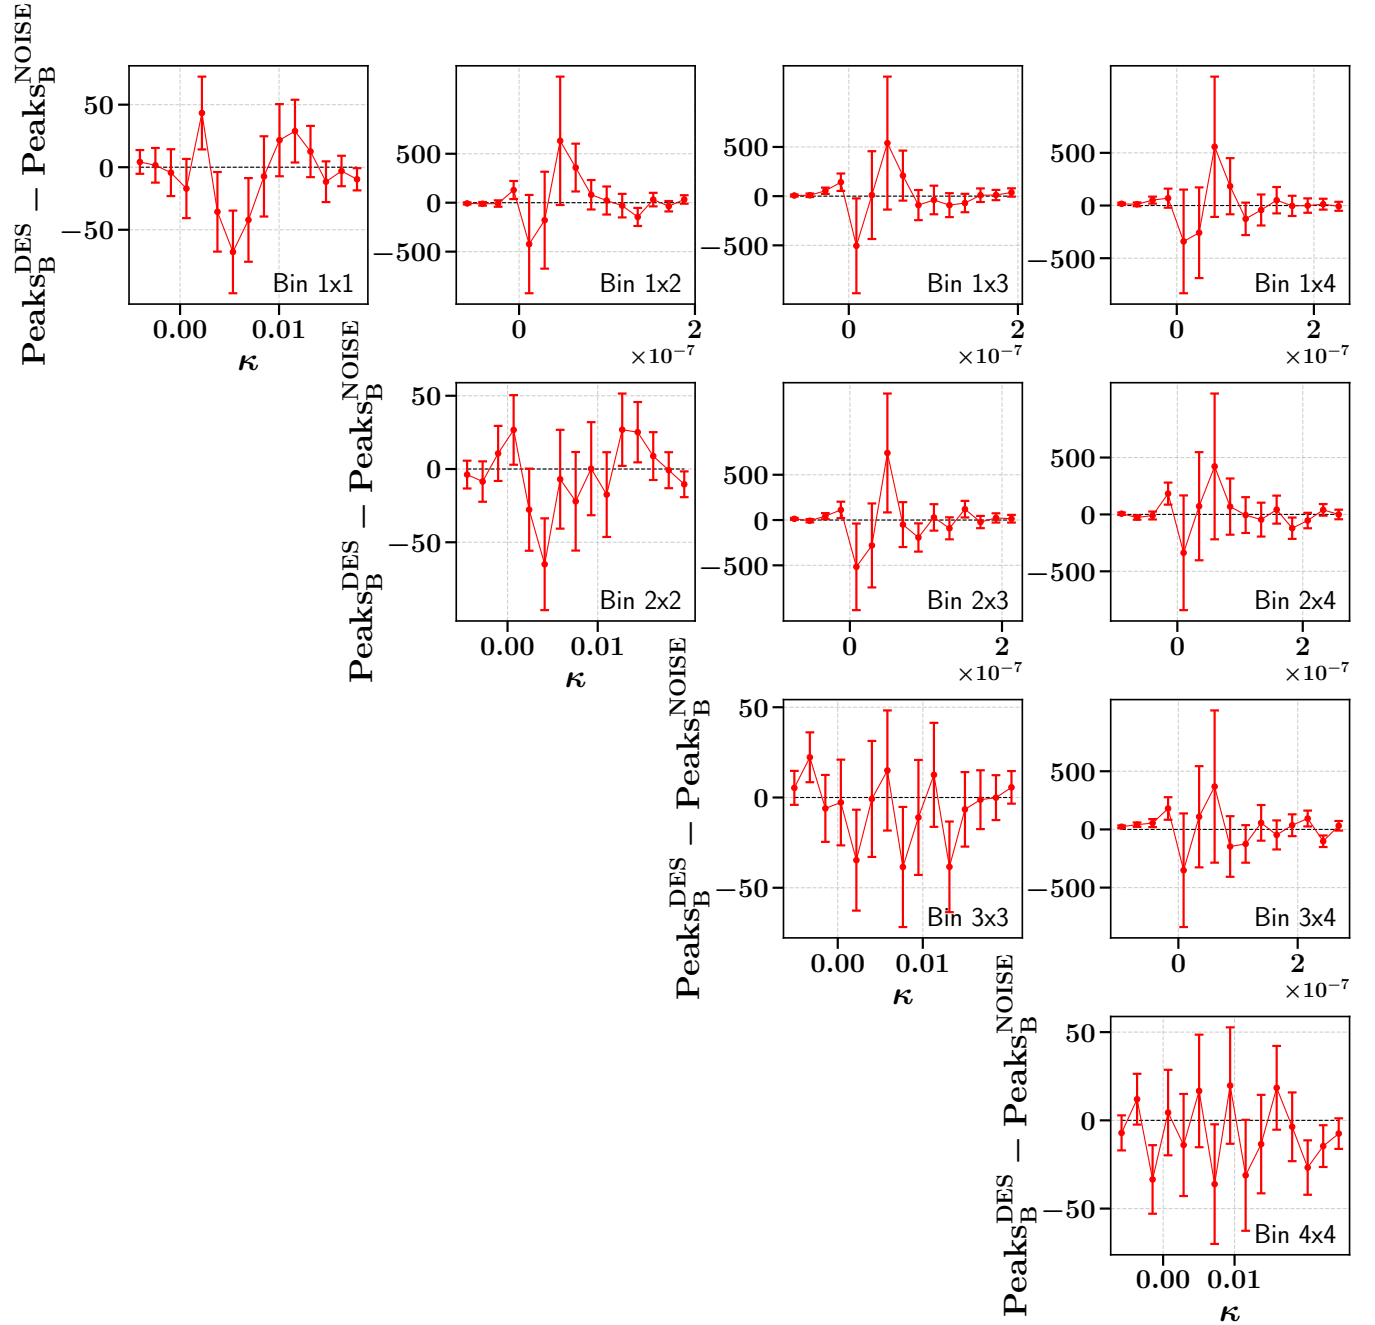 Peaks_B^DES − Peaks_B^NOISE
50
0
−50
Bin 1x1
0.00 0.01
κ
500
0
−500
Bin 1x2
0 2
×10⁻⁷
500
0
−500
Bin 1x3
0 2
×10⁻⁷
500
0
−500
Bin 1x4
0 2
×10⁻⁷
Peaks_B^DES − Peaks_B^NOISE
50
0
−50
Bin 2x2
0.00 0.01
κ
500
0
−500
Bin 2x3
0 2
×10⁻⁷
500
0
−500
Bin 2x4
0 2
×10⁻⁷
Peaks_B^DES − Peaks_B^NOISE
50
0
−50
Bin 3x3
0.00 0.01
κ
500
0
−500
Bin 3x4
0 2
×10⁻⁷
Peaks_B^DES − Peaks_B^NOISE
50
0
−50
Bin 4x4
0.00 0.01
κ